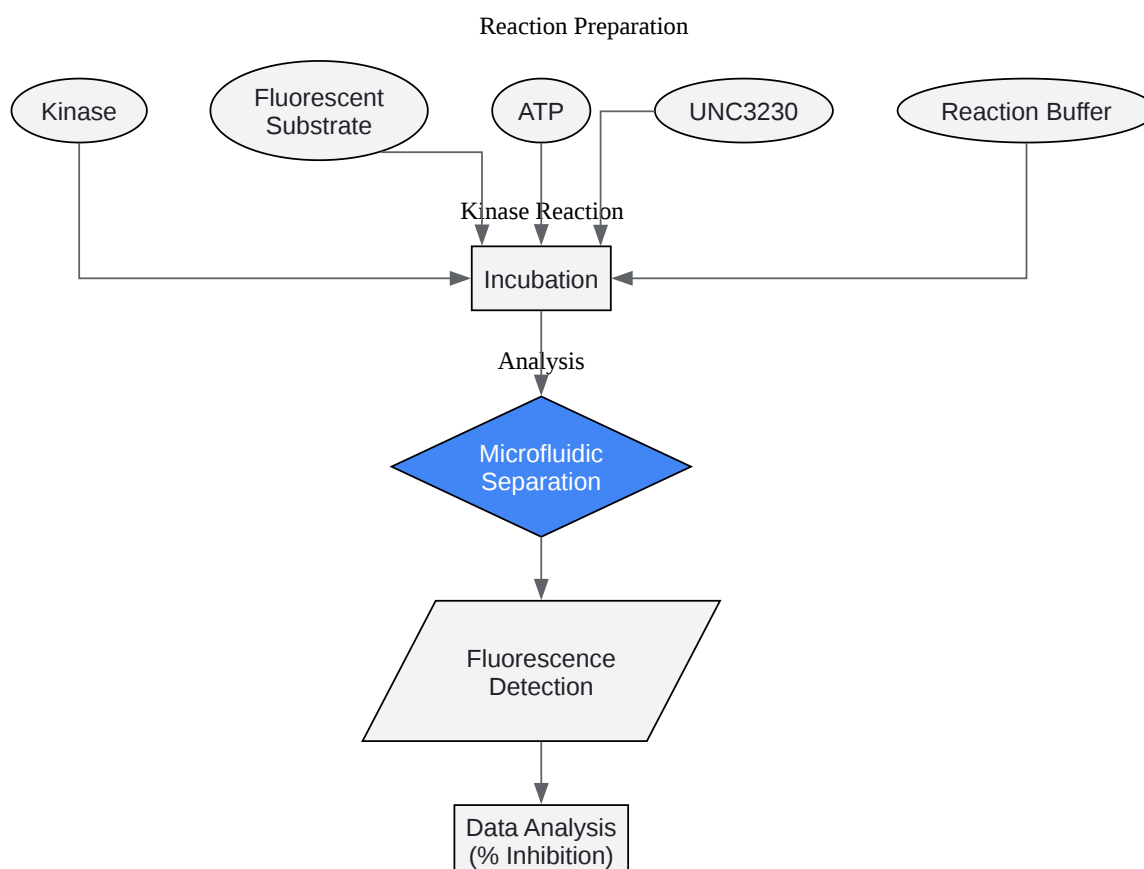 Reaction Preparation
Kinase
Fluorescent
Substrate
ATP
UNC3230
Reaction Buffer
Kinase Reaction
Incubation
Analysis
Microfluidic
Separation
Fluorescence
Detection
Data Analysis
(% Inhibition)